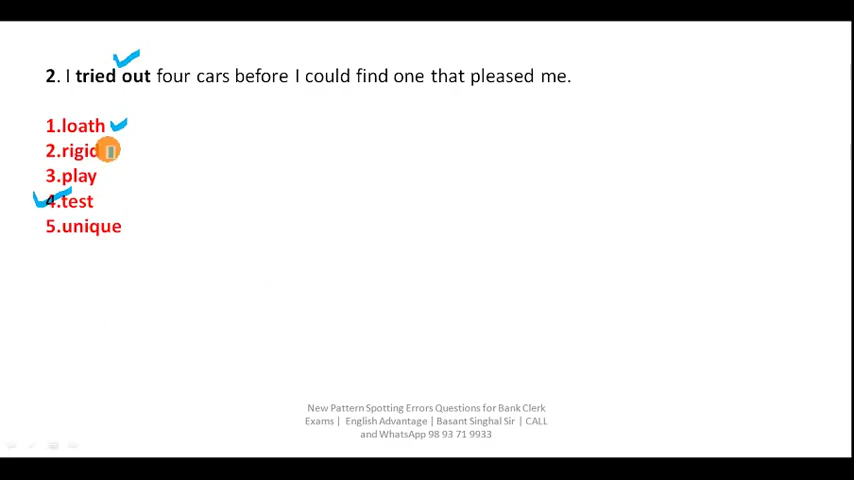 2. I tried out four cars before I could find one that pleased me.
1.loath
2.rigid
3.play
4.test
5.unique
New Pattern Spotting Errors Questions for Bank Clerk
Exams | English Advantage | Basant Singhal Sir | CALL
and WhatsApp 98 93 71 9933